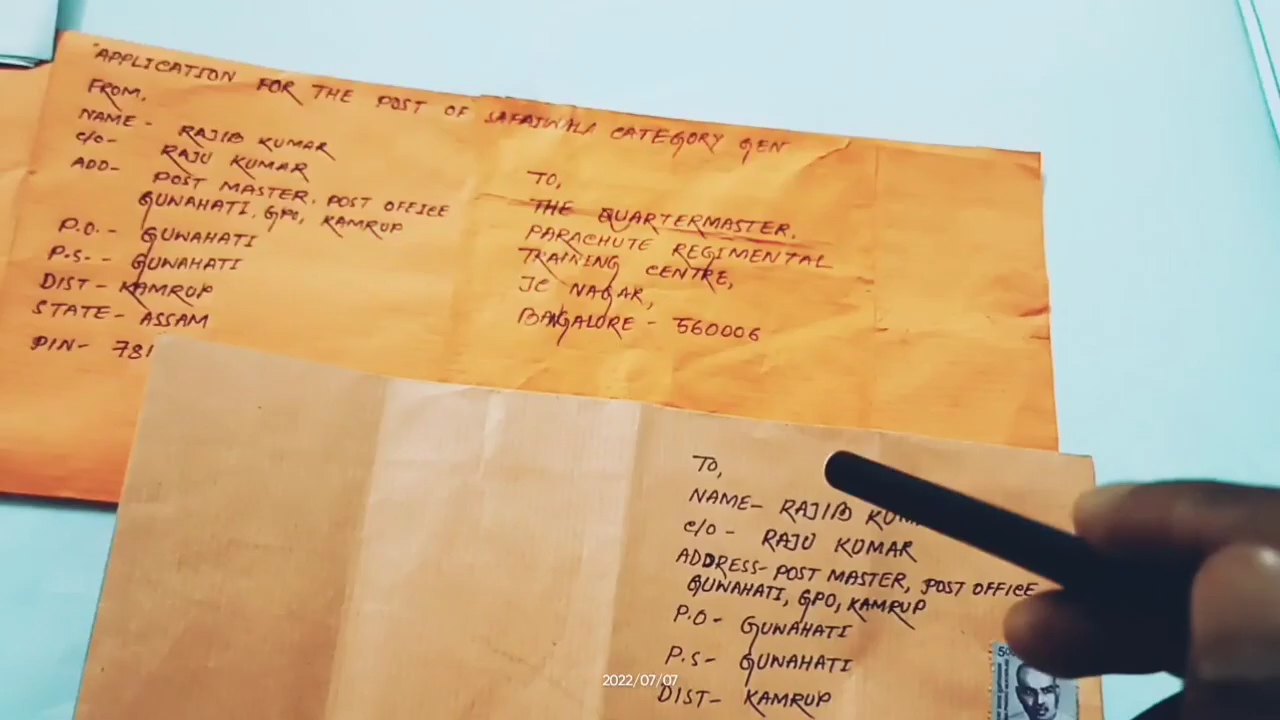 "APPLICATION FOR THE POST OF SAFAIWALA CATEGORY GEN
FROM,
NAME - RAJIB KUMAR
C/O- RAJU KUMAR
ADD- POST MASTER, POST OFFICE
GUWAHATI, GPO, KAMRUP
P.O. - GUWAHATI
P.S. - GUWAHATI
DIST - KAMRUP
STATE - ASSAM
PIN - 781
TO,
THE QUARTERMASTER,
PARACHUTE REGIMENTAL
TRAINING CENTRE,
JC NAGAR,
BANGALORE - 560006
TO,
NAME- RAJIB KUM
C/O - RAJU KUMAR
ADDRESS- POST MASTER, POST OFFICE
GUWAHATI, GPO, KAMRUP
P.O - GUWAHATI
P.S- GUWAHATI
DIST- KAMRUP
2022/07/07